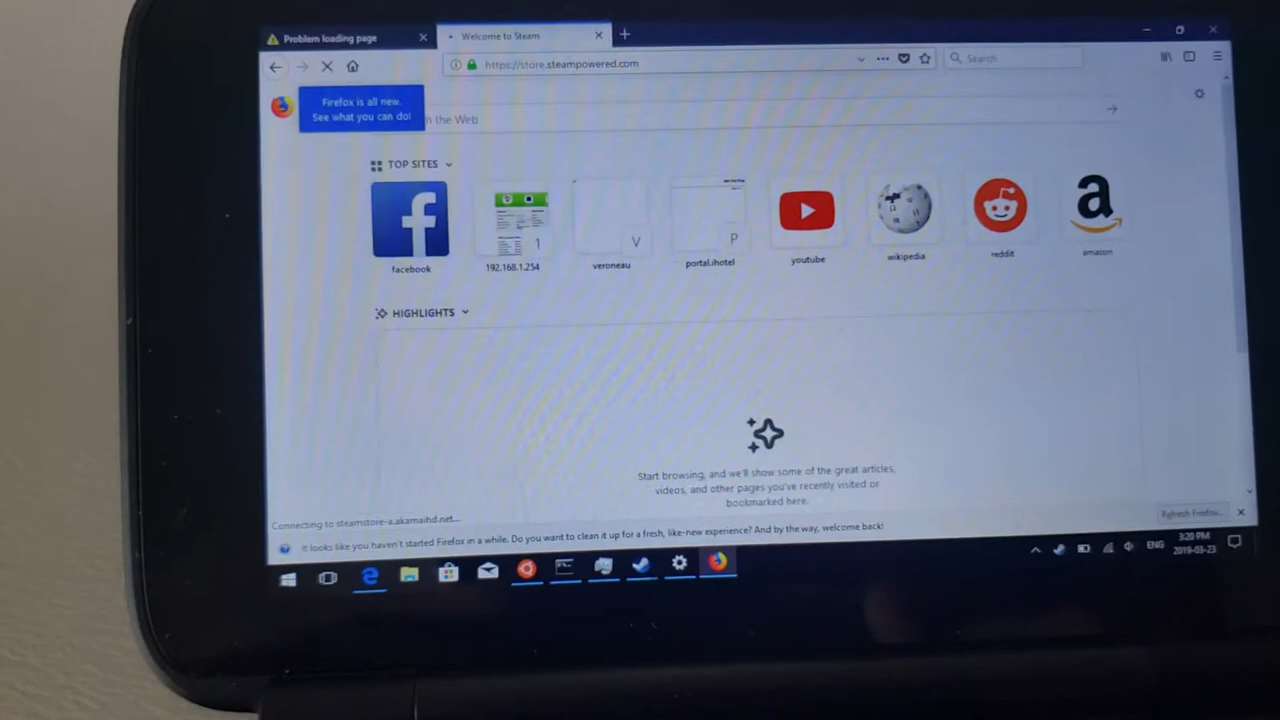 Problem loading page
Welcome to Steam
https://store.steampowered.com
Search
Firefox is all new.
See what you can do!
the Web
TOP SITES
facebook
192.168.1.254
1
veroneau
V
portal.ihotel
P
youtube
wikipedia
reddit
amazon
HIGHLIGHTS
Start browsing, and we'll show some of the great articles,
videos, and other pages you've recently visited or
bookmarked here.
Connecting to steamstore-a.akamaihd.net...
It looks like you haven't started Firefox in a while. Do you want to clean it up for a fresh, like-new experience? And by the way, welcome back!
Refresh Firefox...
ENG
3:20 PM
2019-03-23